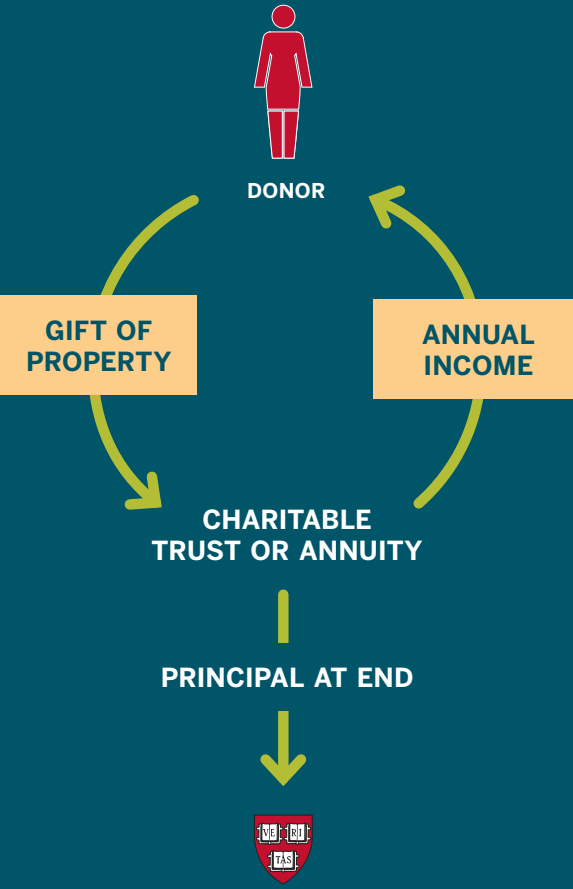 DONOR
GIFT OF
PROPERTY
ANNUAL
INCOME
CHARITABLE
TRUST OR ANNUITY
PRINCIPAL AT END
VE RI
TAS